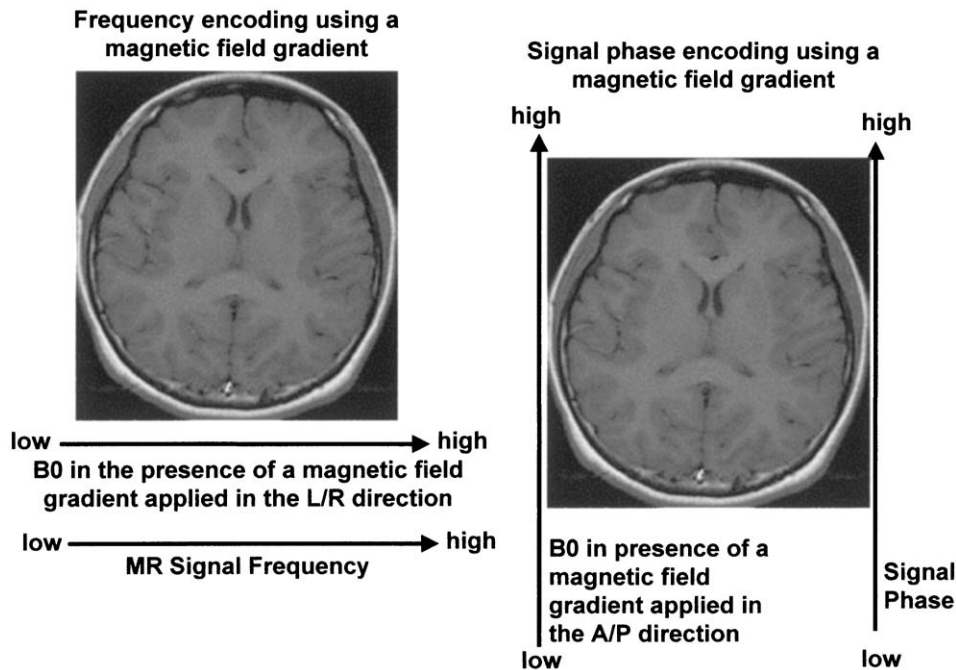 Frequency encoding using a
magnetic field gradient
low
high
B0 in the presence of a magnetic field
gradient applied in the L/R direction
low
high
MR Signal Frequency
Signal phase encoding using a
magnetic field gradient
high
high
B0 in presence of a
magnetic field
gradient applied in
the A/P direction
low
Signal
Phase
low